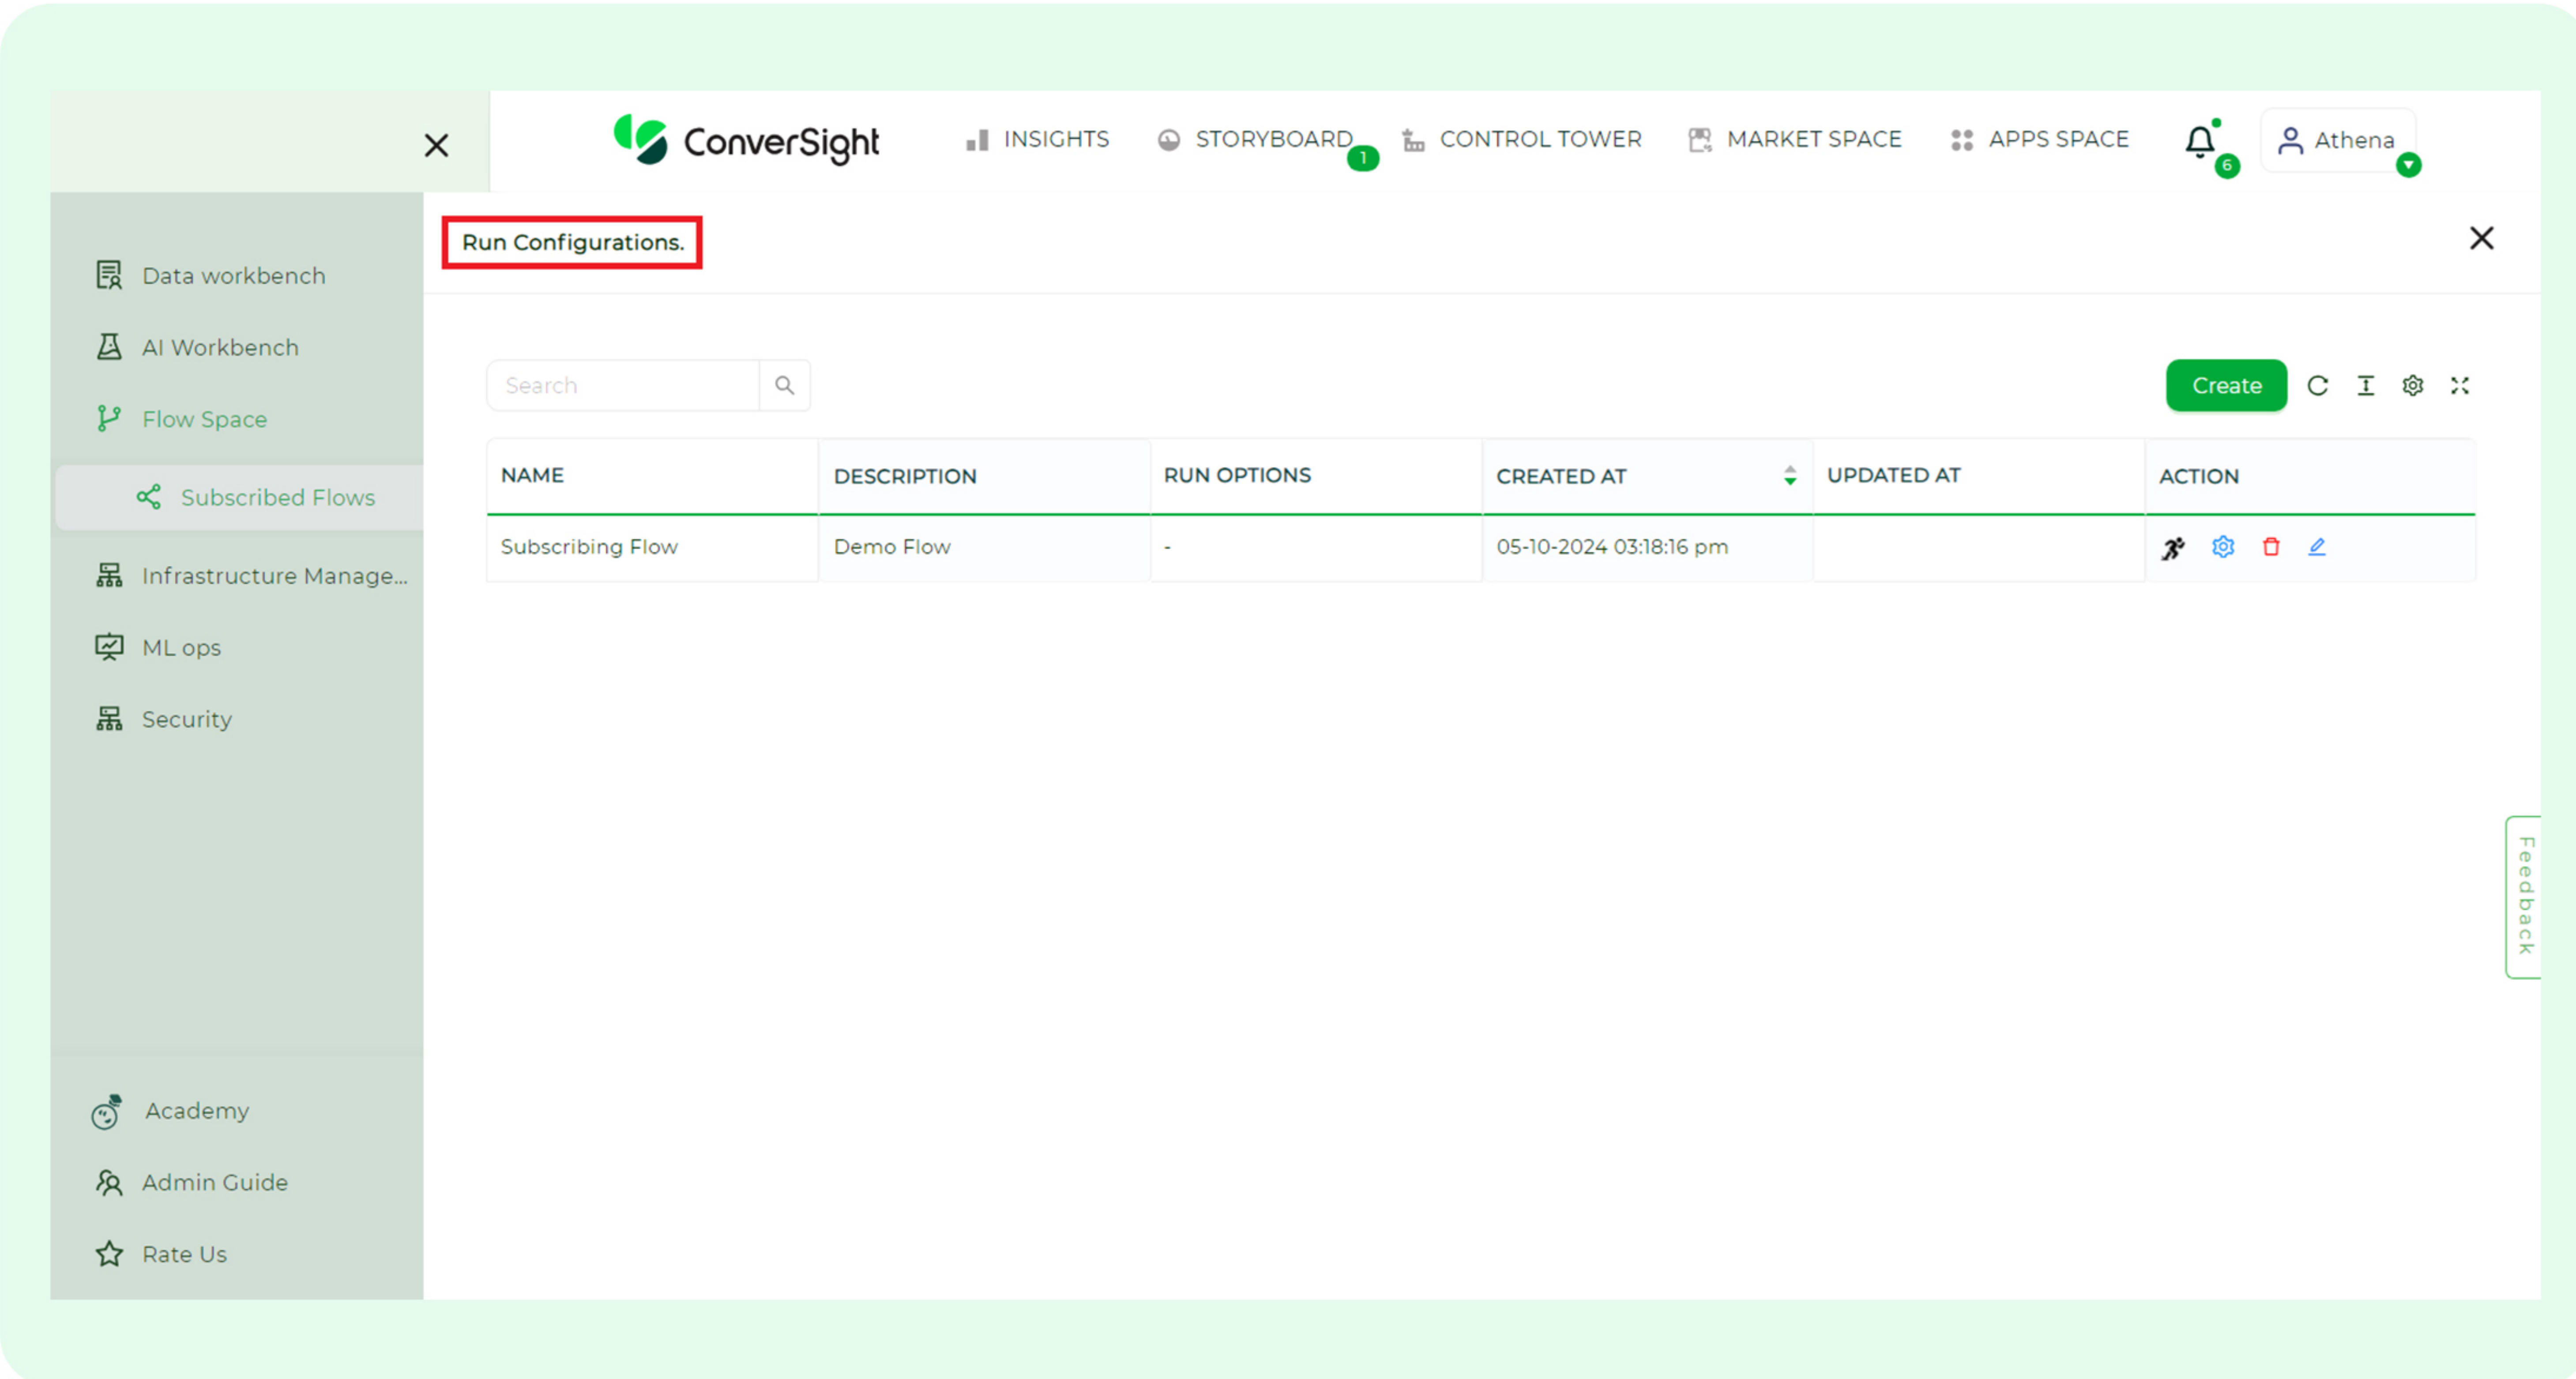 ConverSight INSIGHTS STORYBOARD 1 CONTROL TOWER MARKET SPACE APPS SPACE 6 Athena
Run Configurations.
Data workbench
AI Workbench
Flow Space
Subscribed Flows
Infrastructure Manage...
ML ops
Security
Academy
Admin Guide
Rate Us
Search
Create
NAME DESCRIPTION RUN OPTIONS CREATED AT UPDATED AT ACTION
Subscribing Flow Demo Flow - 05-10-2024 03:18:16 pm
Feedback